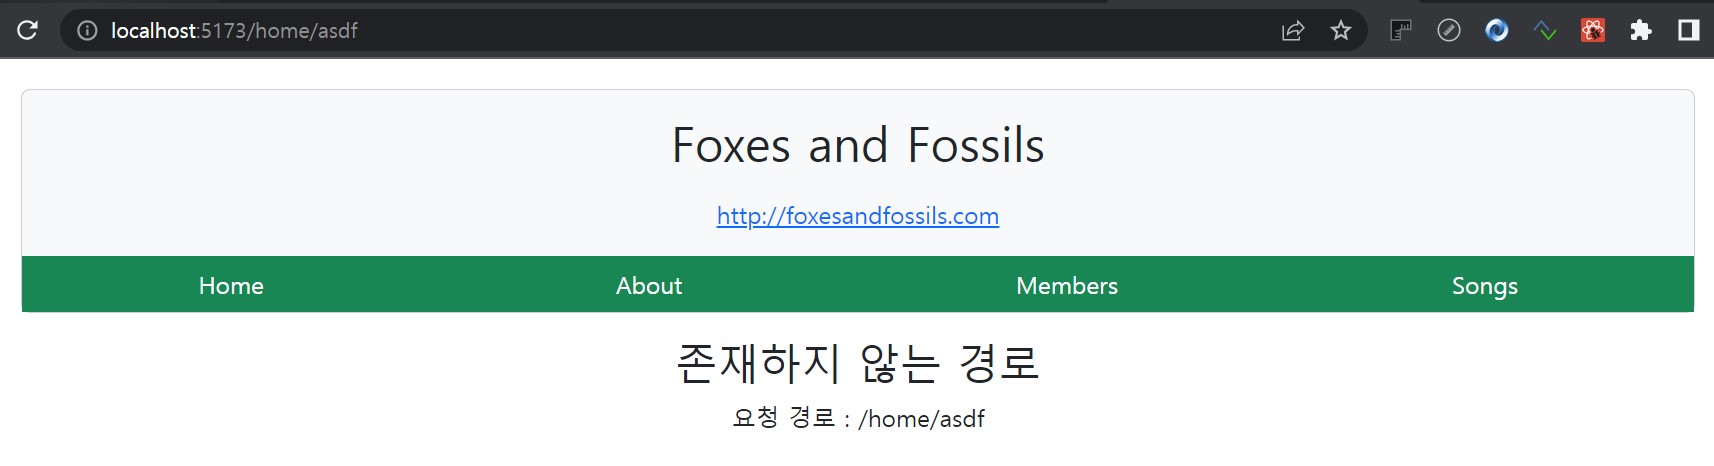 localhost:5173/home/asdf
Foxes and Fossils
http://foxesandfossils.com
Home About Members Songs
존재하지 않는 경로
요청 경로 : /home/asdf